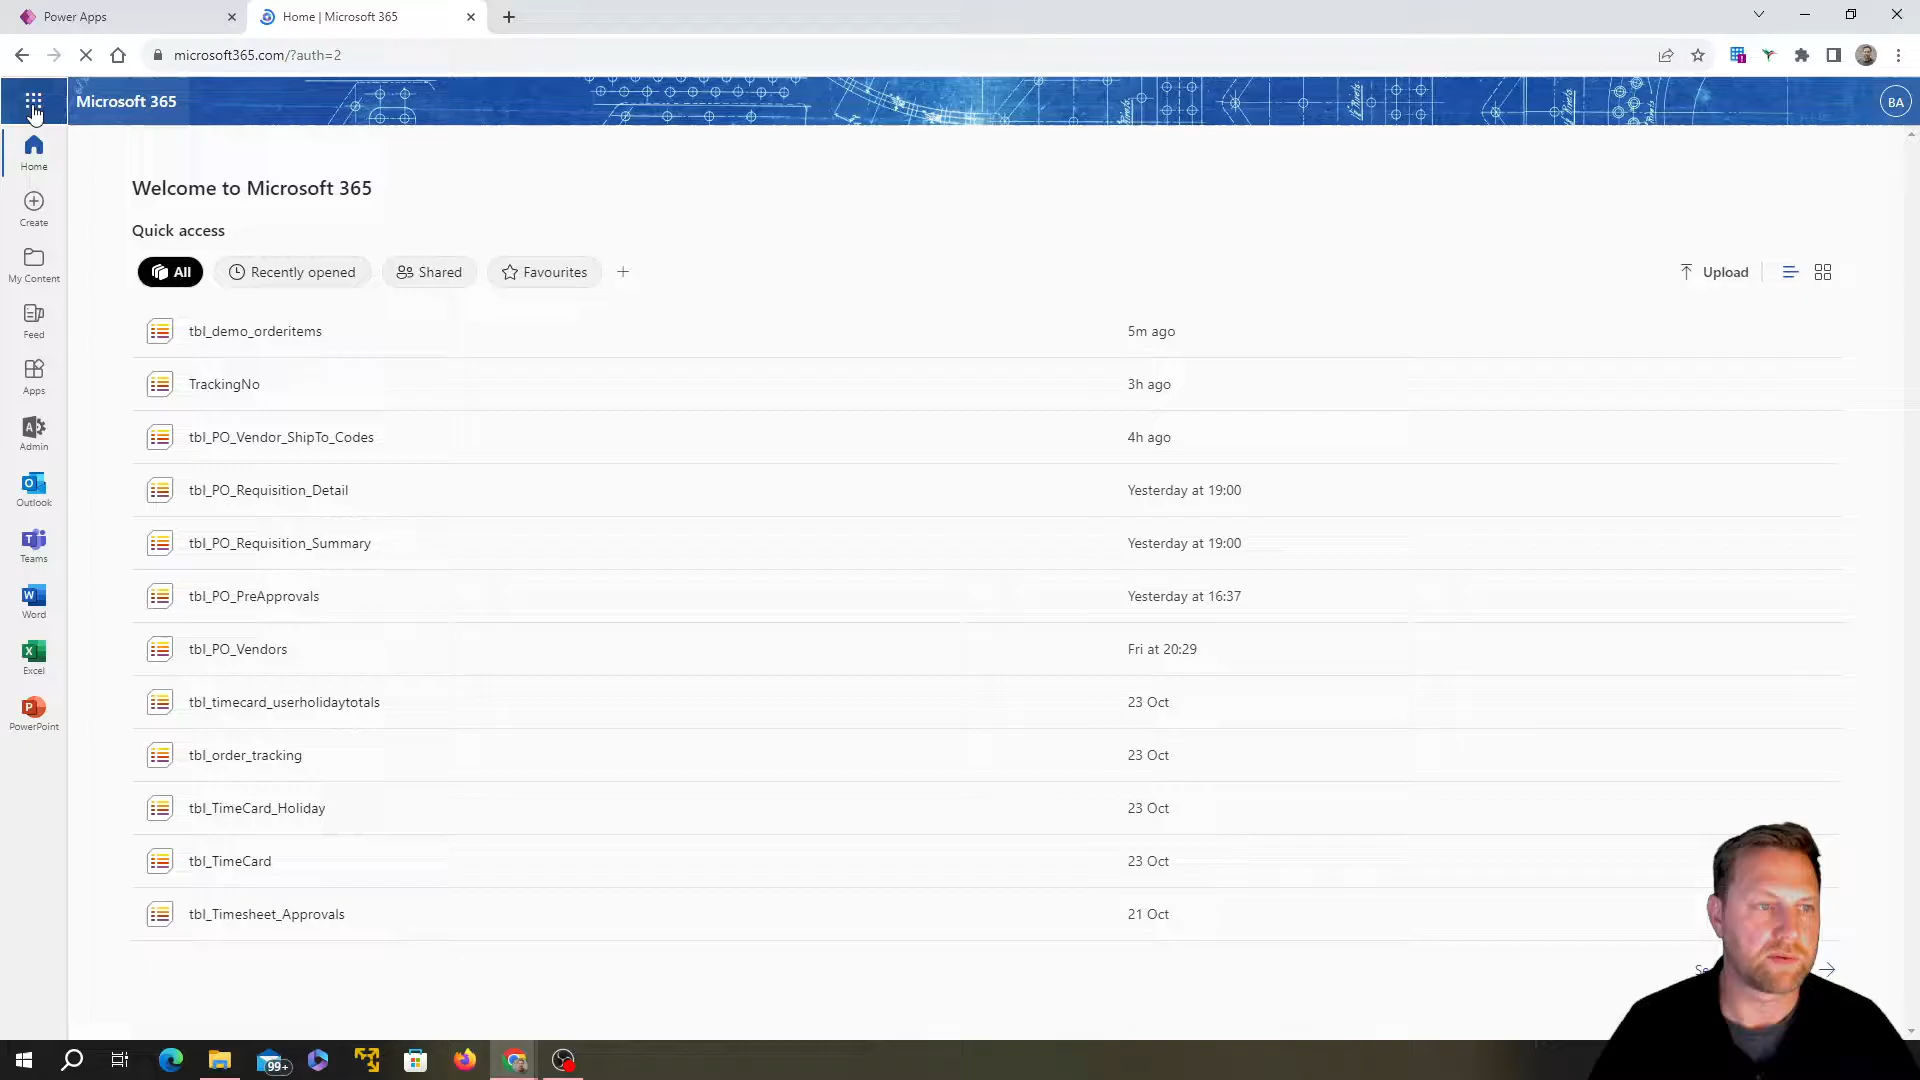 Power Apps
Home | Microsoft 365
microsoft365.com/?auth=2
Microsoft 365
BA
Home
Create
My Content
Feed
Apps
Admin
Outlook
Teams
Word
Excel
PowerPoint
Welcome to Microsoft 365
Quick access
All
Recently opened
Shared
Favourites
Upload
tbl_demo_orderitems 5m ago
TrackingNo 3h ago
tbl_PO_Vendor_ShipTo_Codes 4h ago
tbl_PO_Requisition_Detail Yesterday at 19:00
tbl_PO_Requisition_Summary Yesterday at 19:00
tbl_PO_PreApprovals Yesterday at 16:37
tbl_PO_Vendors Fri at 20:29
tbl_timecard_userholidaytotals 23 Oct
tbl_order_tracking 23 Oct
tbl_TimeCard_Holiday 23 Oct
tbl_TimeCard 23 Oct
tbl_Timesheet_Approvals 21 Oct
99+